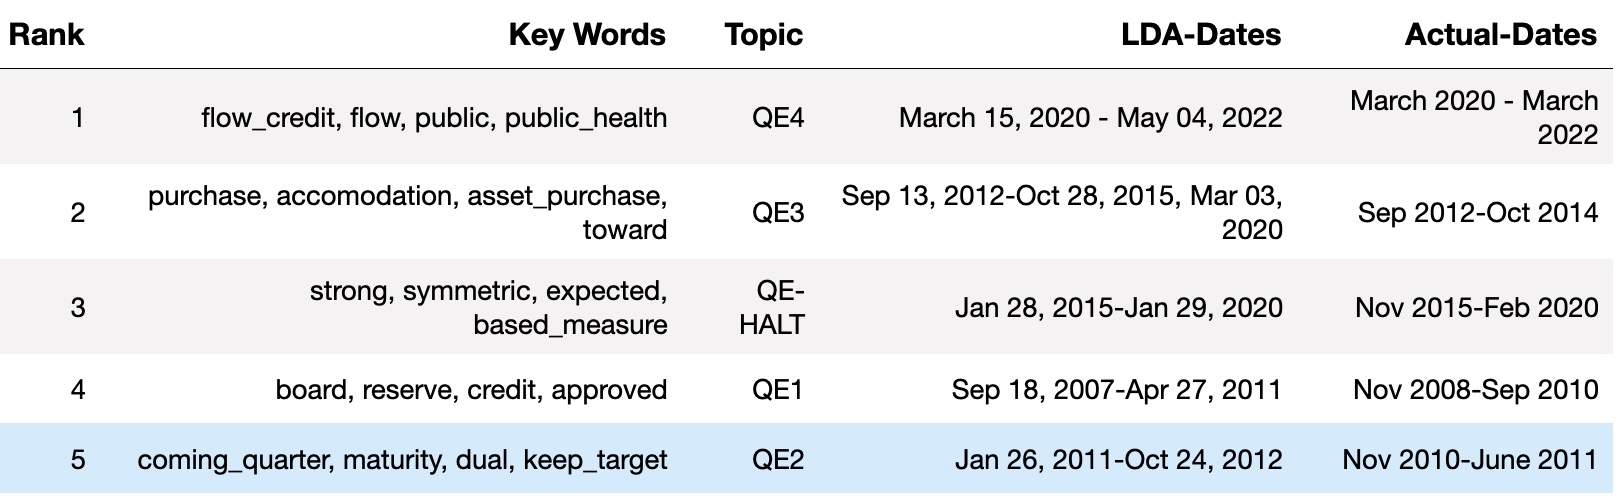 Rank Key Words Topic LDA-Dates Actual-Dates
1 flow_credit, flow, public, public_health QE4 March 15, 2020 - May 04, 2022 March 2020 - March
2022
2 purchase, accomodation, asset_purchase,
toward QE3 Sep 13, 2012-Oct 28, 2015, Mar 03,
2020 Sep 2012-Oct 2014
3 strong, symmetric, expected,
based_measure QE-
HALT Jan 28, 2015-Jan 29, 2020 Nov 2015-Feb 2020
4 board, reserve, credit, approved QE1 Sep 18, 2007-Apr 27, 2011 Nov 2008-Sep 2010
5 coming_quarter, maturity, dual, keep_target QE2 Jan 26, 2011-Oct 24, 2012 Nov 2010-June 2011